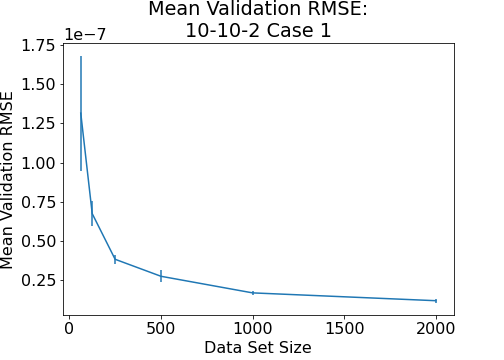 Mean Validation RMSE:
10-10-2 Case 1
1e−7
1.75
1.50
1.25
1.00
0.75
0.50
0.25
Mean Validation RMSE
0 500 1000 1500 2000
Data Set Size